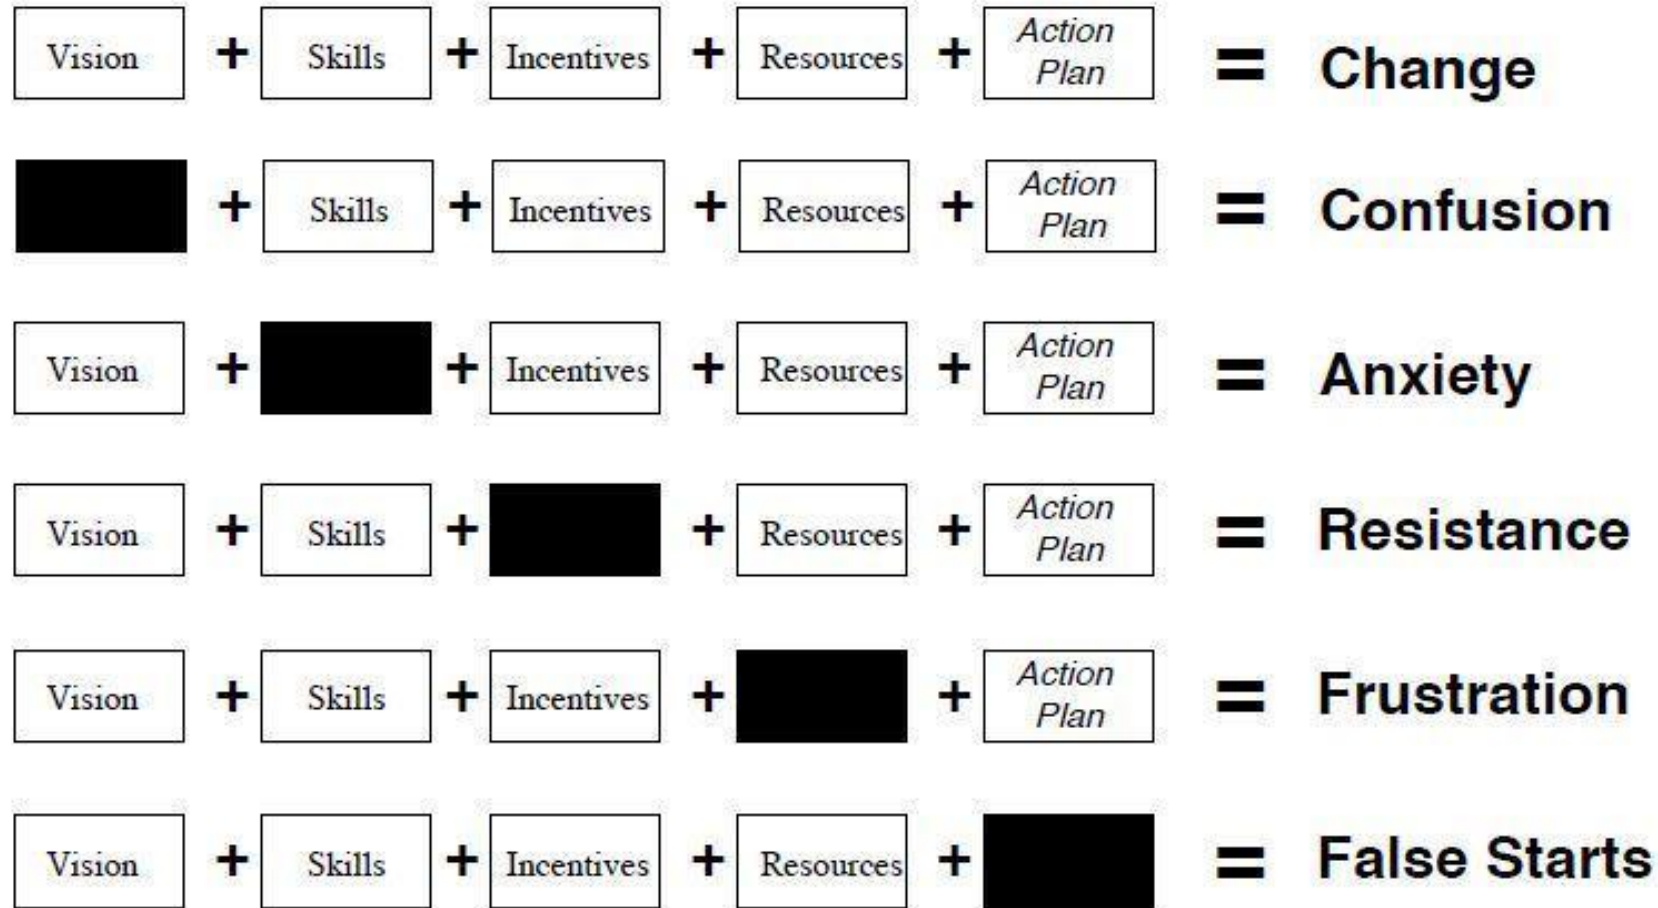 Vision + Skills + Incentives + Resources + Action Plan = Change
+ Skills + Incentives + Resources + Action Plan = Confusion
Vision + + Incentives + Resources + Action Plan = Anxiety
Vision + Skills + + Resources + Action Plan = Resistance
Vision + Skills + Incentives + + Action Plan = Frustration
Vision + Skills + Incentives + Resources + = False Starts